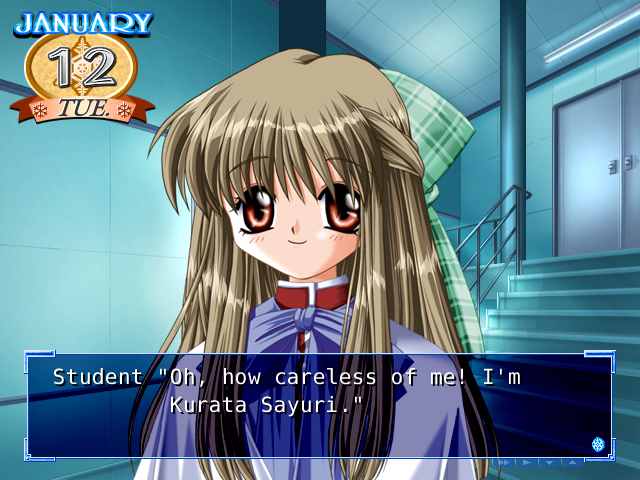 JANUARY
12
TUE.
Student "Oh, how careless of me! I'm
Kurata Sayuri."